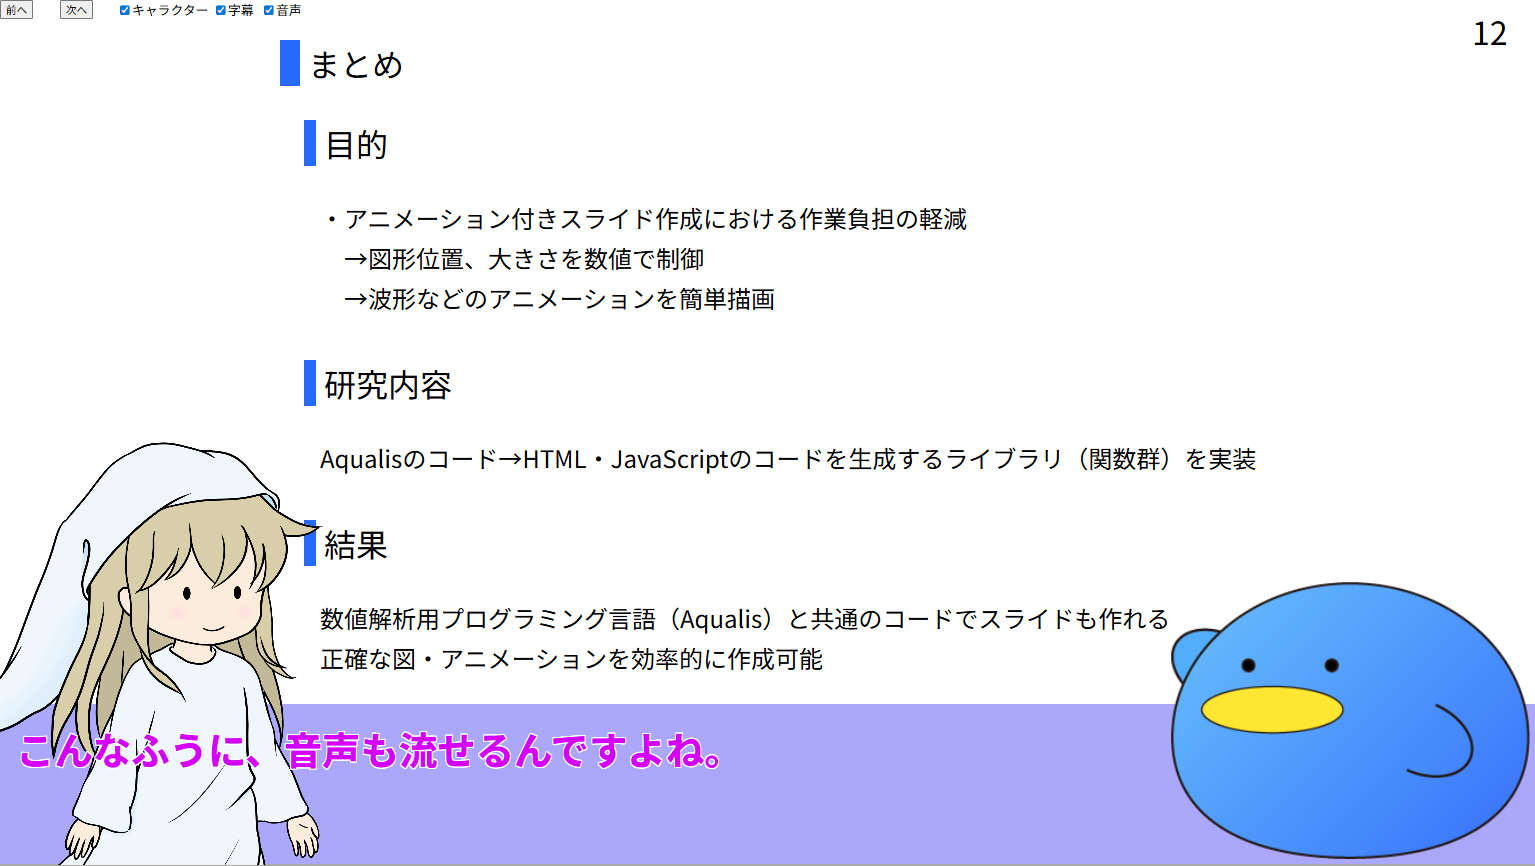 前へ 次へ キャラクター 字幕 音声
12
まとめ
目的
・アニメーション付きスライド作成における作業負担の軽減
→図形位置、大きさを数値で制御
→波形などのアニメーションを簡単描画
研究内容
Aqualisのコード→HTML・JavaScriptのコードを生成するライブラリ（関数群）を実装
結果
数値解析用プログラミング言語（Aqualis）と共通のコードでスライドも作れる
正確な図・アニメーションを効率的に作成可能
こんなふうに、音声も流せるんですよね。